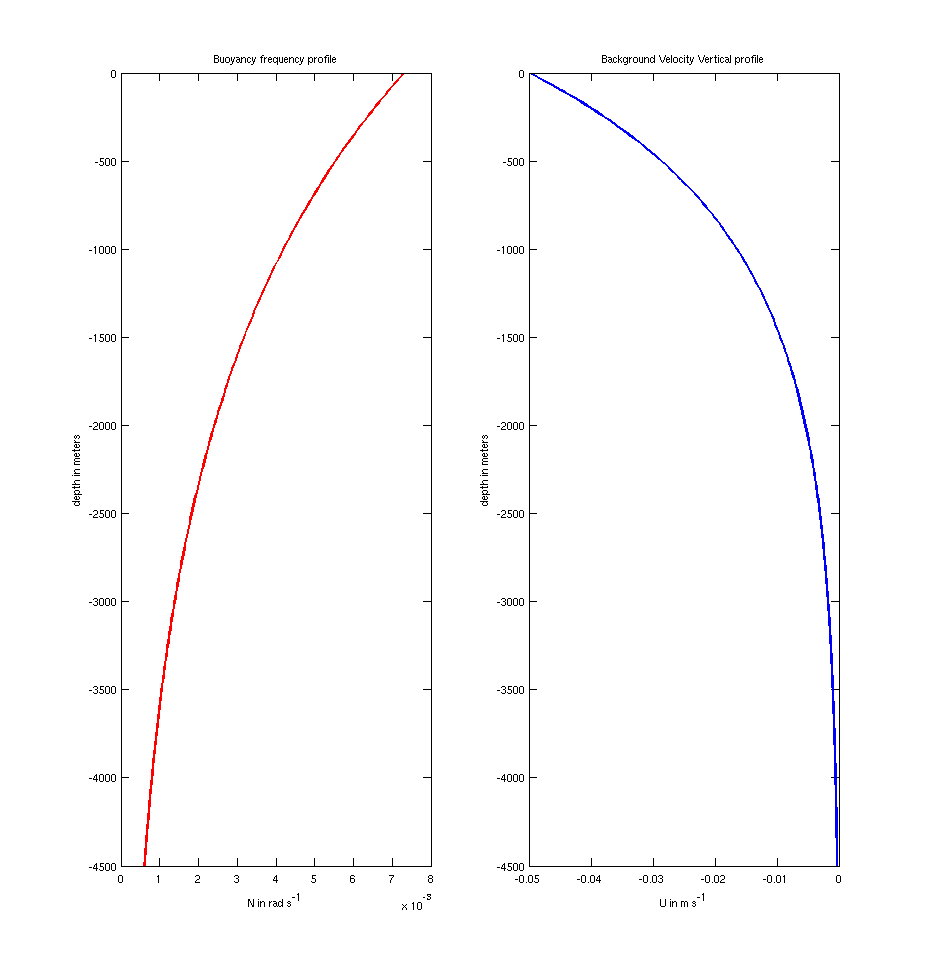 Buoyancy frequency profile
0
-500
-1000
-1500
-2000
-2500
-3000
-3500
-4000
-4500
depth in meters
0 1 2 3 4 5 6 7 8
N in rad s-1
x 10-3
Background Velocity Vertical profile
0
-500
-1000
-1500
-2000
-2500
-3000
-3500
-4000
-4500
depth in meters
-0.05 -0.04 -0.03 -0.02 -0.01 0
U in m s-1